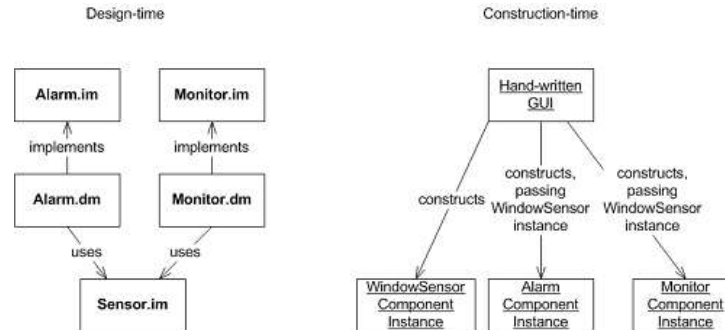 Design-time
Construction-time
Alarm.im
Monitor.im
implements
implements
Alarm.dm
Monitor.dm
uses
uses
Sensor.im
Hand-written
GUI
constructs
constructs,
passing
WindowSensor
instance
constructs,
passing
WindowSensor
instance
WindowSensor
Component
Instance
Alarm
Component
Instance
Monitor
Component
Instance